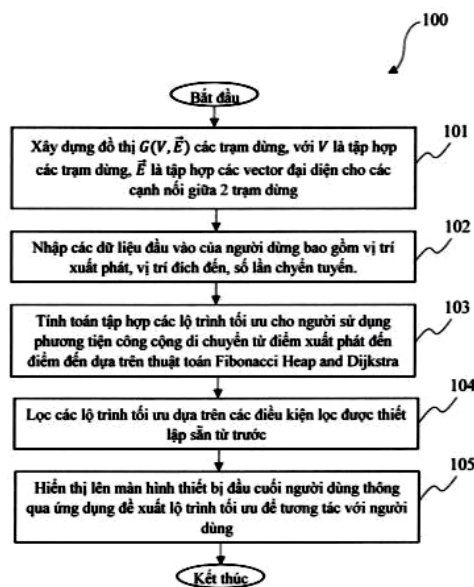 100
Bắt đầu
101
Xây dựng đồ thị G(V, E⃗) các trạm dừng, với V là tập hợp
các trạm dừng, E⃗ là tập hợp các vector đại diện cho các
cạnh nối giữa 2 trạm dừng
102
Nhập các dữ liệu đầu vào của người dừng bao gồm vị trí
xuất phát, vị trí đích đến, số lần chyển tuyến.
103
Tính toán tập hợp các lộ trình tối ưu cho người sử dụng
phương tiện công cộng di chuyển từ điểm xuất phát đến
điểm đến dựa trên thuật toán Fibonacci Heap and Dijkstra
104
Lọc các lộ trình tối ưu dựa trên các điều kiện lọc được thiết
lập sẵn từ trước
105
Hiển thị lên màn hình thiết bị đầu cuối người dùng thông
qua ứng dụng đề xuất lộ trình tối ưu để tương tác với người
dùng
Kết thúc